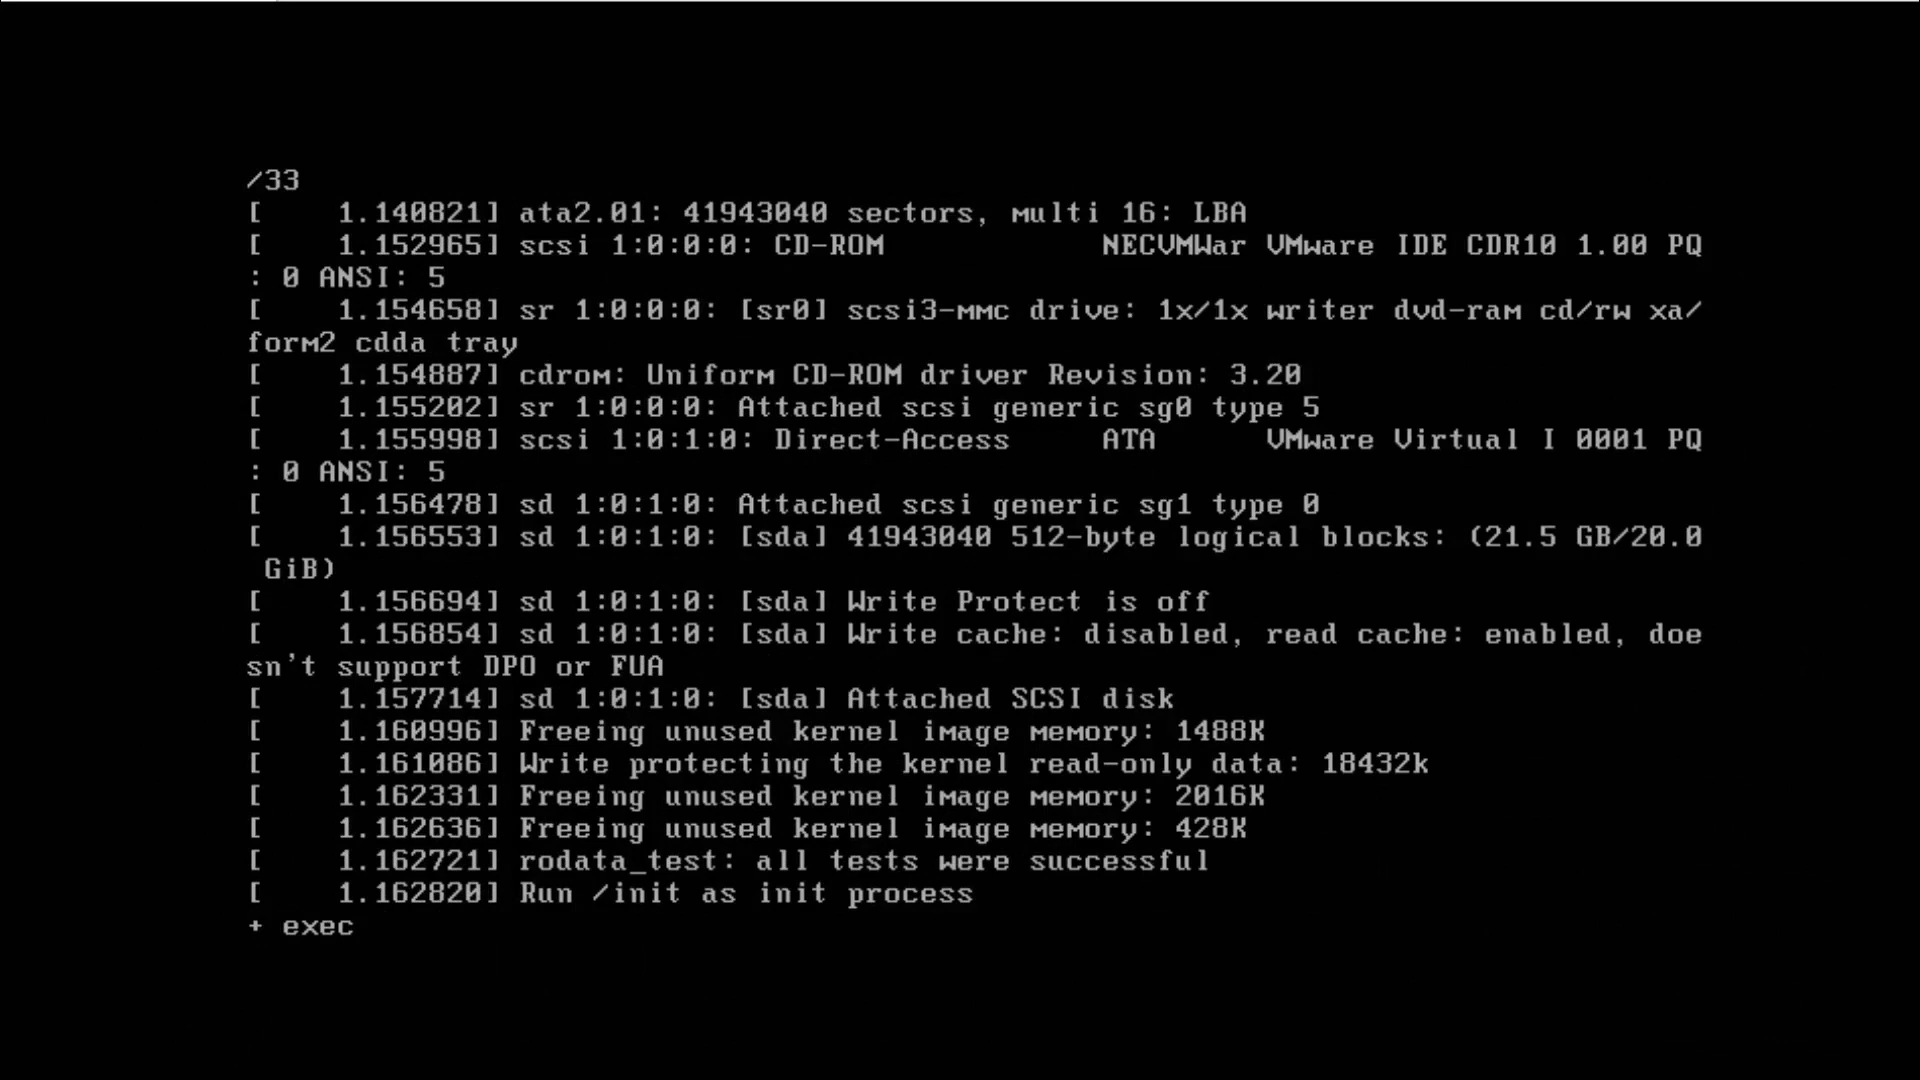 /33
[    1.140821] ata2.01: 41943040 sectors, multi 16: LBA
[    1.152965] scsi 1:0:0:0: CD-ROM            NECVMWar VMware IDE CDR10 1.00 PQ
: 0 ANSI: 5
[    1.154658] sr 1:0:0:0: [sr0] scsi3-mmc drive: 1x/1x writer dvd-ram cd/rw xa/
form2 cdda tray
[    1.154887] cdrom: Uniform CD-ROM driver Revision: 3.20
[    1.155202] sr 1:0:0:0: Attached scsi generic sg0 type 5
[    1.155998] scsi 1:0:1:0: Direct-Access     ATA      VMware Virtual I 0001 PQ
: 0 ANSI: 5
[    1.156478] sd 1:0:1:0: Attached scsi generic sg1 type 0
[    1.156553] sd 1:0:1:0: [sda] 41943040 512-byte logical blocks: (21.5 GB/20.0
 GiB)
[    1.156694] sd 1:0:1:0: [sda] Write Protect is off
[    1.156854] sd 1:0:1:0: [sda] Write cache: disabled, read cache: enabled, doe
sn't support DPO or FUA
[    1.157714] sd 1:0:1:0: [sda] Attached SCSI disk
[    1.160996] Freeing unused kernel image memory: 1488K
[    1.161086] Write protecting the kernel read-only data: 18432k
[    1.162331] Freeing unused kernel image memory: 2016K
[    1.162636] Freeing unused kernel image memory: 428K
[    1.162721] rodata_test: all tests were successful
[    1.162820] Run /init as init process
+ exec